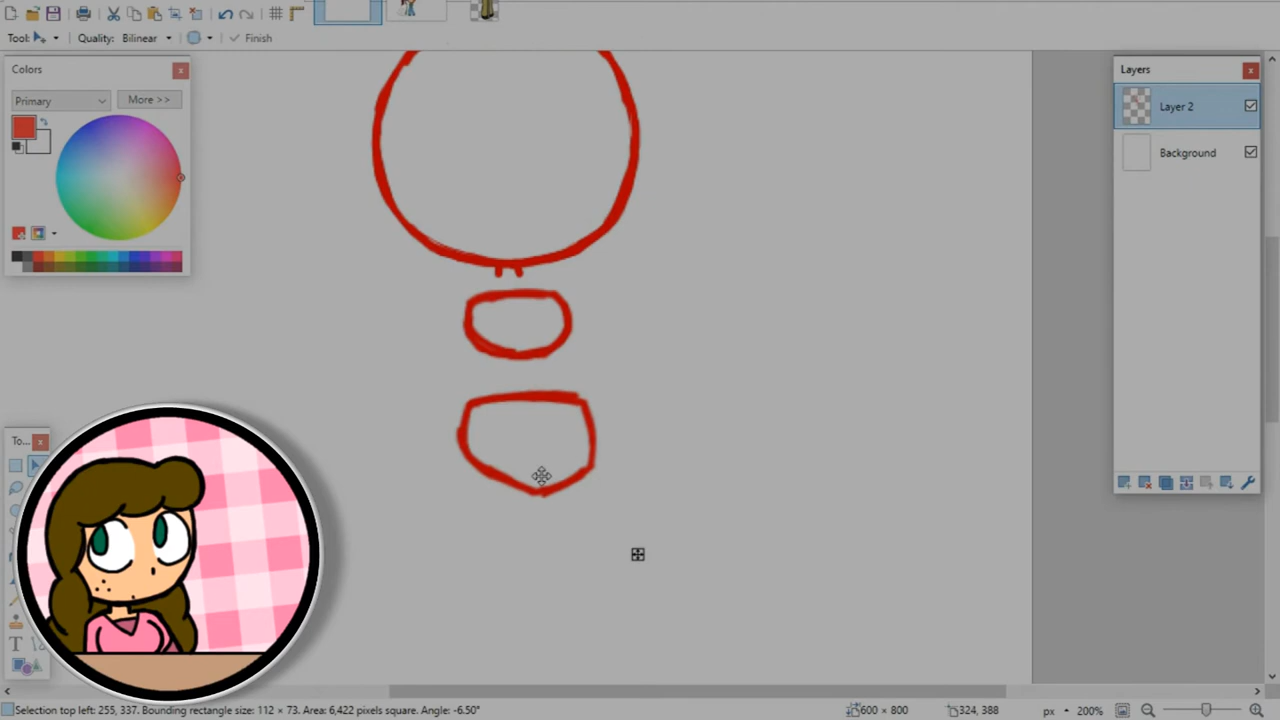 Tool:
Quality: Bilinear
Finish
Colors
Primary
More >>
Layers
Layer 2
Background
To...
Selection top left: 255, 337. Bounding rectangle size: 112 × 73. Area: 6,422 pixels square. Angle: -6.50°
600 × 800
324, 388
px
200%